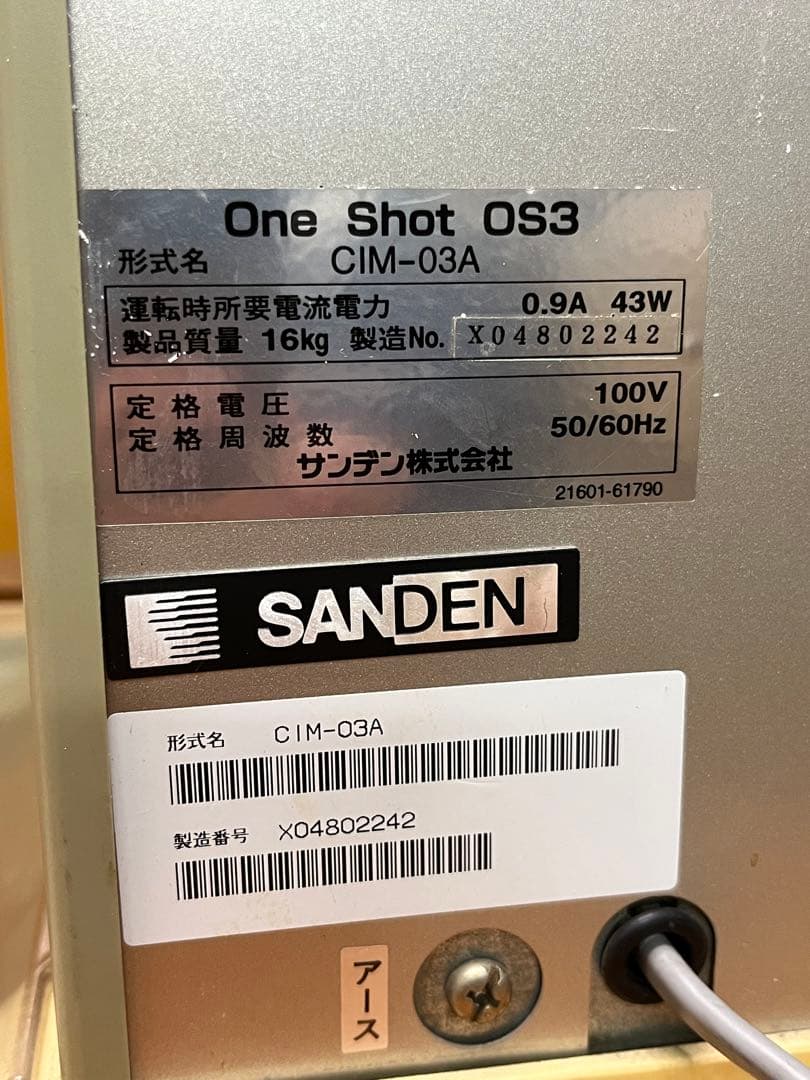 One Shot OS3
形式名 CIM-03A
運転時所要電流電力 0.9A 43W
製品質量 16kg 製造No. X04802242
定格電圧 100V
定格周波数 50/60Hz
サンデン株式会社
21601-61790
SANDEN
形式名 CIM-03A
製造番号 X04802242
アース